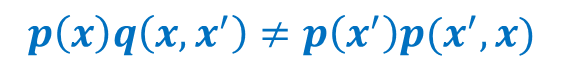 p(x)q(x, x′) ≠ p(x′)p(x′, x)